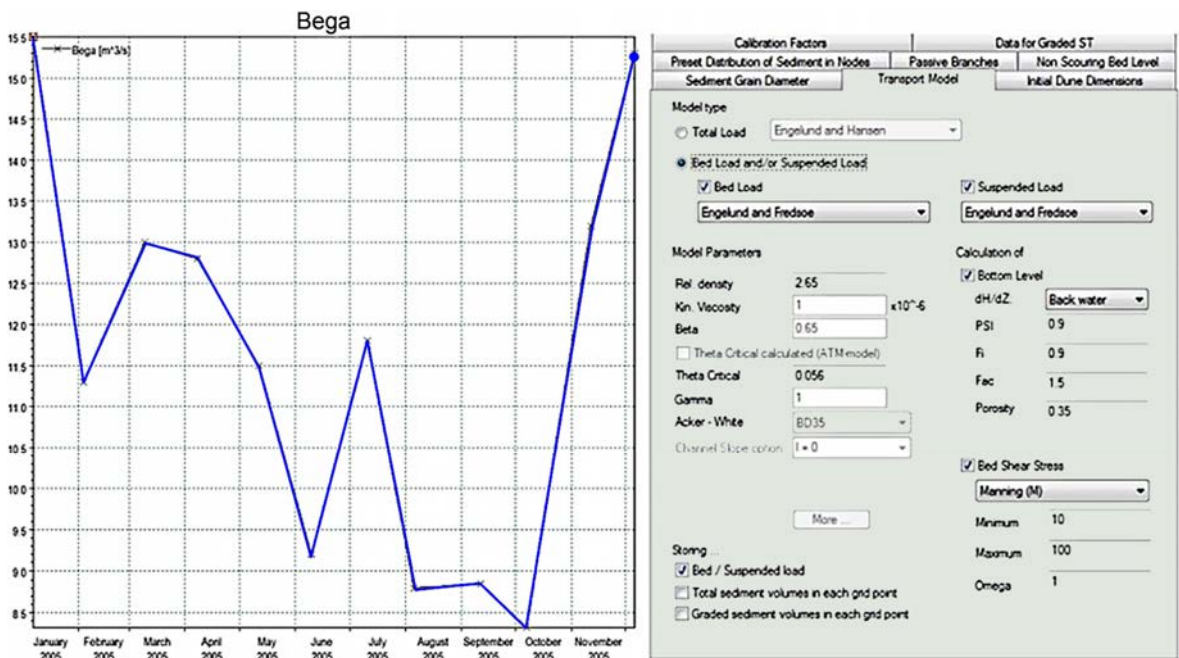 Bega
Bega [m^3/s]
15.5
15.0
14.5
14.0
13.5
13.0
12.5
12.0
11.5
11.0
10.5
10.0
9.5
9.0
8.5
January February March April May June July August September October November
2005 2005 2005 2005 2005 2005 2005 2005 2005 2005 2005
Calibration Factors Data for Graded ST
Preset Distribution of Sediment in Nodes Passive Branches Non Scouring Bed Level
Sediment Grain Diameter Transport Model Initial Dune Dimensions
Model type
Total Load Engelund and Hansen
Bed Load and/or Suspended Load
Bed Load Suspended Load
Engelund and Fredsoe Engelund and Fredsoe
Model Parameters Calculation of
Rel. density 2.65
Kin. Viscosity 1 x10^-6
Beta 0.65
Theta Critical calculated (ATM-model)
Theta Critical 0.056
Gamma 1
Acker - White BD35
Channel Slope option I = 0
More ...
Bottom Level
dH/dZ. Back water
PSI 0.9
Fi 0.9
Fac 1.5
Porosity 0.35
Bed Shear Stress
Manning (M)
Minimum 10
Maximum 100
Omega 1
Storing ...
Bed / Suspended load
Total sediment volumes in each grid point
Graded sediment volumes in each grid point